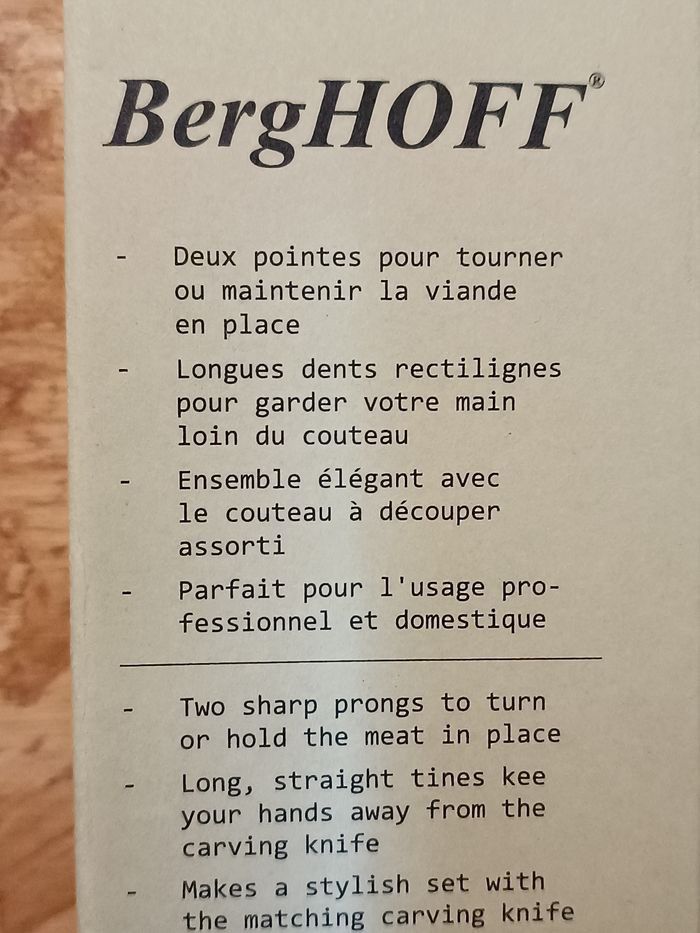 BergHOFF®
- Deux pointes pour tourner
ou maintenir la viande
en place
- Longues dents rectilignes
pour garder votre main
loin du couteau
- Ensemble élégant avec
le couteau à découper
assorti
- Parfait pour l'usage pro-
fessionnel et domestique
- Two sharp prongs to turn
or hold the meat in place
- Long, straight tines kee
your hands away from the
carving knife
- Makes a stylish set with
the matching carving knife